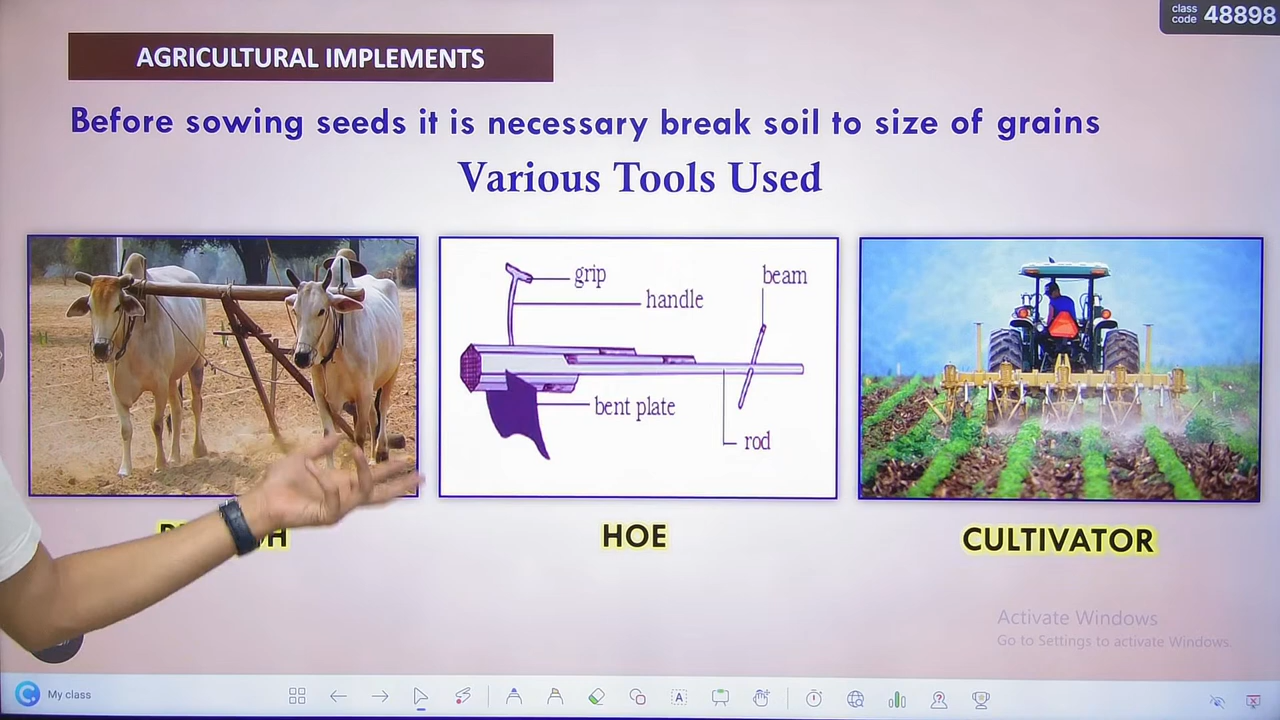 class
code 48898
AGRICULTURAL IMPLEMENTS
Before sowing seeds it is necessary break soil to size of grains
Various Tools Used
grip
handle
beam
bent plate
rod
HOE
CULTIVATOR
Activate Windows
Go to Settings to activate Windows.
My class